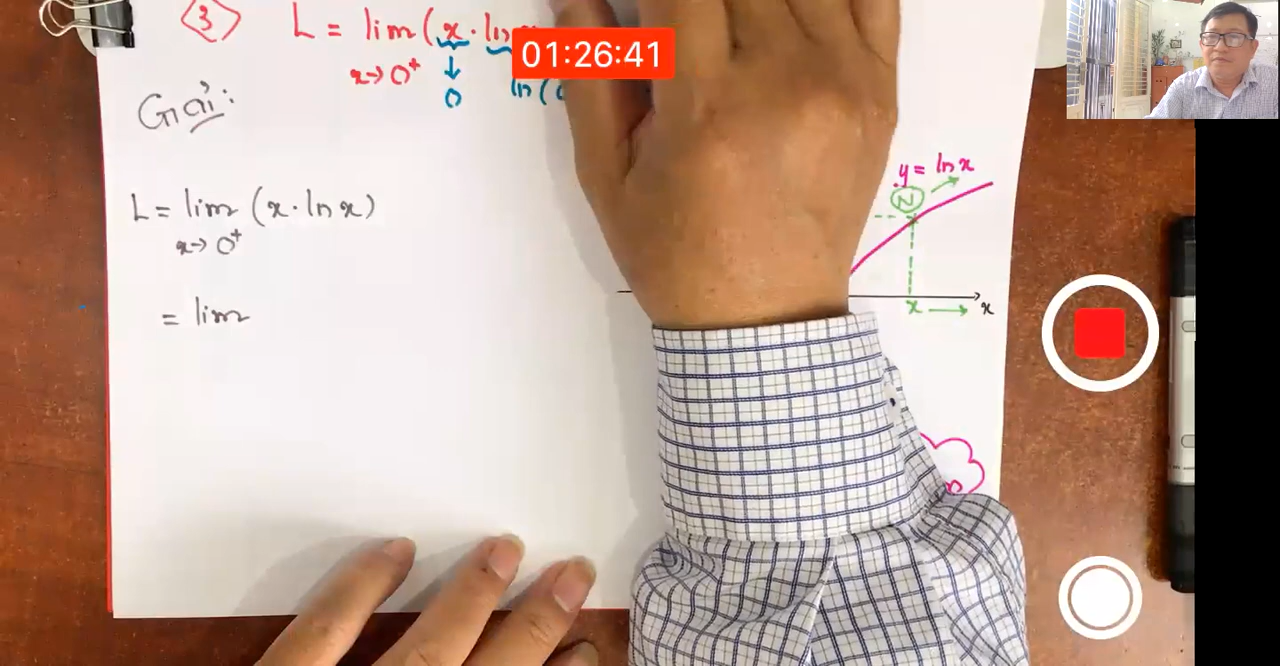 3 L = lim (x · ln
x→0⁺ ↓
0 ln(
01:26:41
Giải:
L = lim (x · ln x)
x→0⁺
= lim
y = ln x
N
x → x